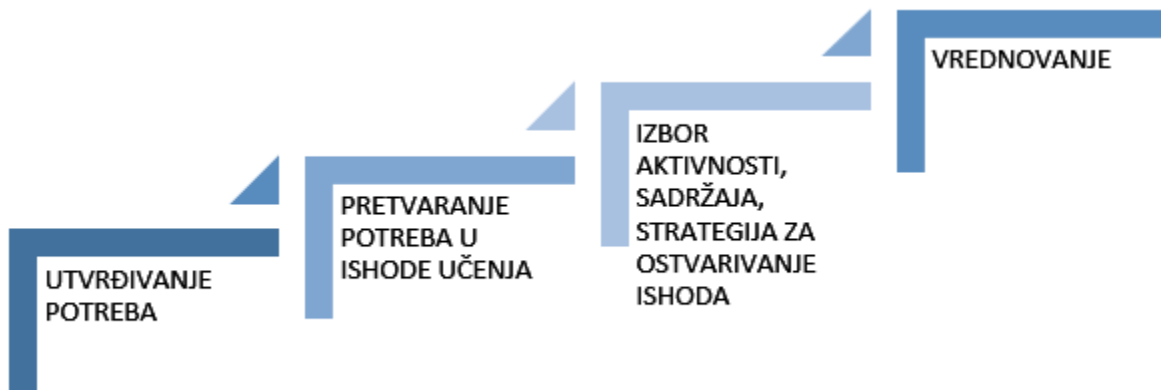 UTVRĐIVANJE
POTREBA
PRETVARANJE
POTREBA U
ISHODE UČENJA
IZBOR
AKTIVNOSTI,
SADRŽAJA,
STRATEGIJA ZA
OSTVARIVANJE
ISHODA
VREDNOVANJE